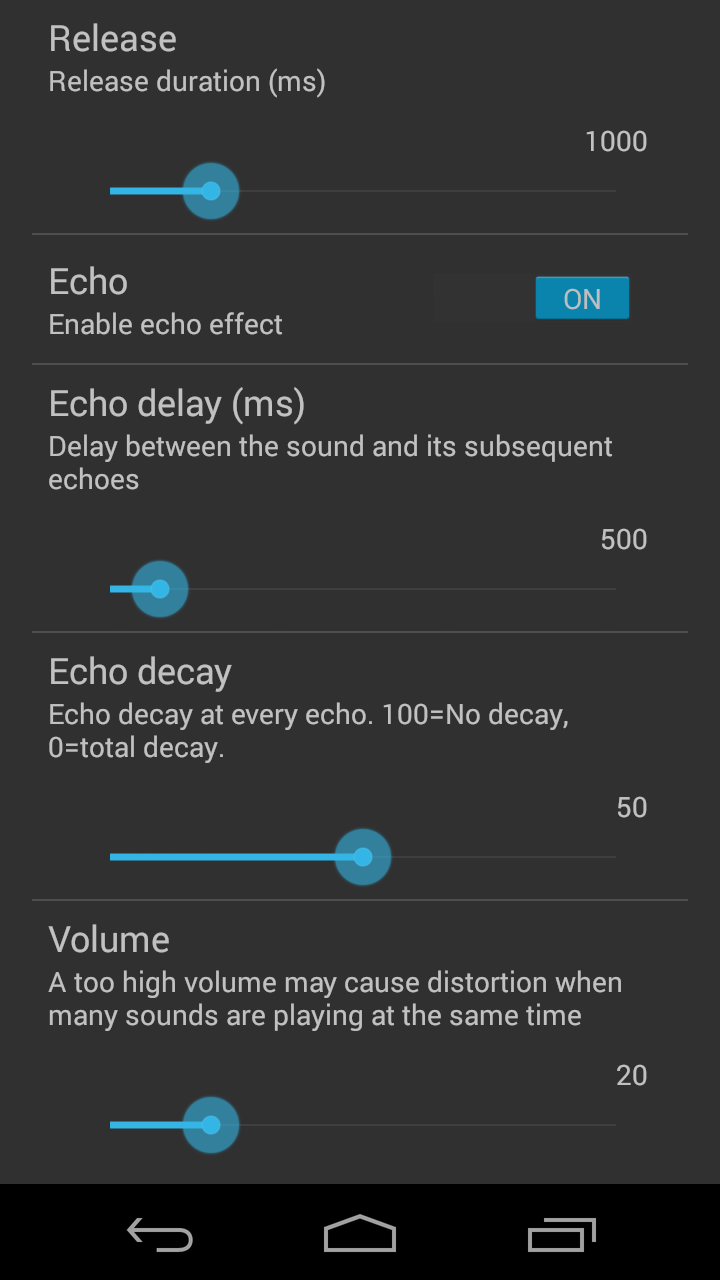 Release
Release duration (ms)
1000
Echo
Enable echo effect
ON
Echo delay (ms)
Delay between the sound and its subsequent
echoes
500
Echo decay
Echo decay at every echo. 100=No decay,
0=total decay.
50
Volume
A too high volume may cause distortion when
many sounds are playing at the same time
20